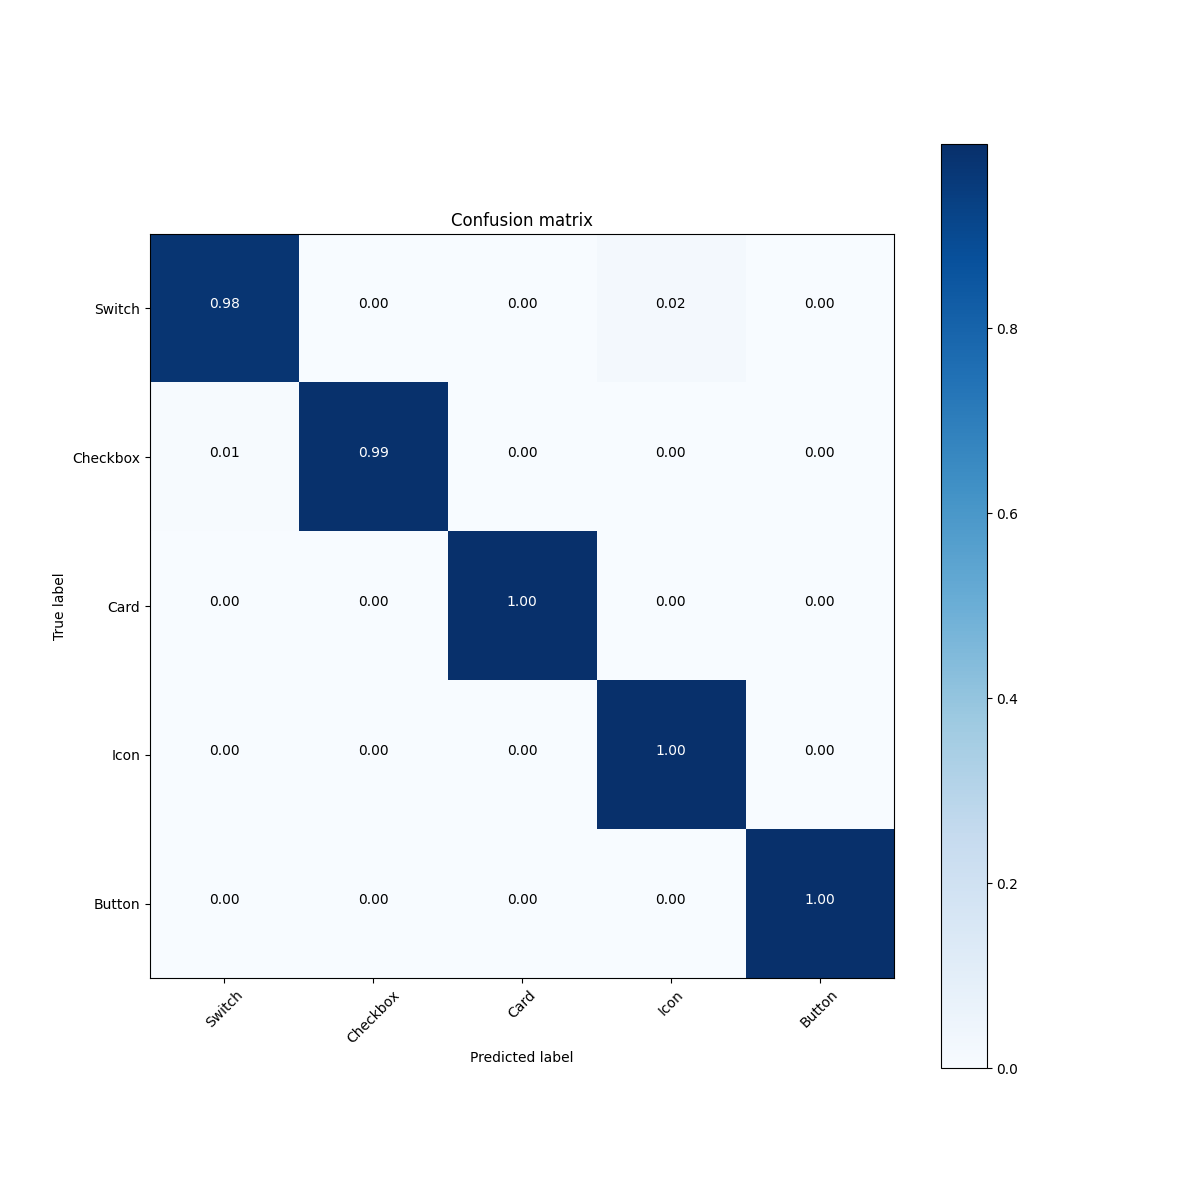 Confusion matrix
Switch 0.98 0.00 0.00 0.02 0.00
Checkbox 0.01 0.99 0.00 0.00 0.00
Card 0.00 0.00 1.00 0.00 0.00
Icon 0.00 0.00 0.00 1.00 0.00
Button 0.00 0.00 0.00 0.00 1.00
True label
Switch Checkbox Card Icon Button
Predicted label
0.8
0.6
0.4
0.2
0.0